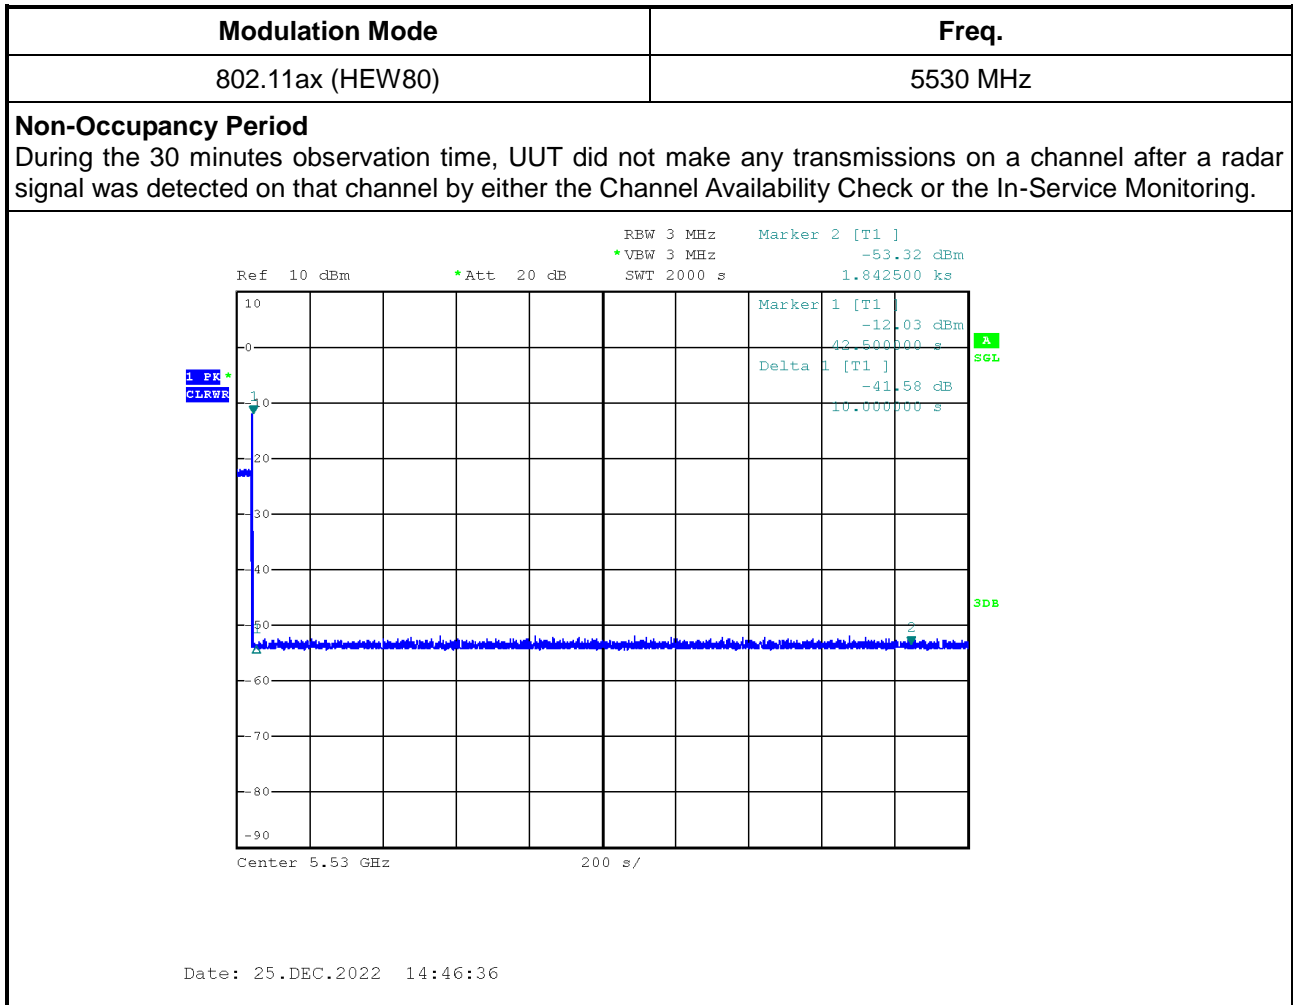 Modulation Mode
Freq.
802.11ax (HEW80)
5530 MHz
Non-Occupancy Period
During the 30 minutes observation time, UUT did not make any transmissions on a channel after a radar
signal was detected on that channel by either the Channel Availability Check or the In-Service Monitoring.
RBW 3 MHz
Marker 2 [T1 ]
*VBW 3 MHz
-53.32 dBm
Ref 10 dBm
*Att 20 dB
SWT 2000 s
1.842500 ks
10
Marker 1 [T1 ]
-12.03 dBm
42.500000 s
A
SGL
0
Delta 1 [T1 ]
-41.58 dB
10.000000 s
1 PK*
CLRWR
1
-10
-20
-30
-40
3DB
-50
1
2
-60
-70
-80
-90
Center 5.53 GHz
200 s/
Date: 25.DEC.2022 14:46:36